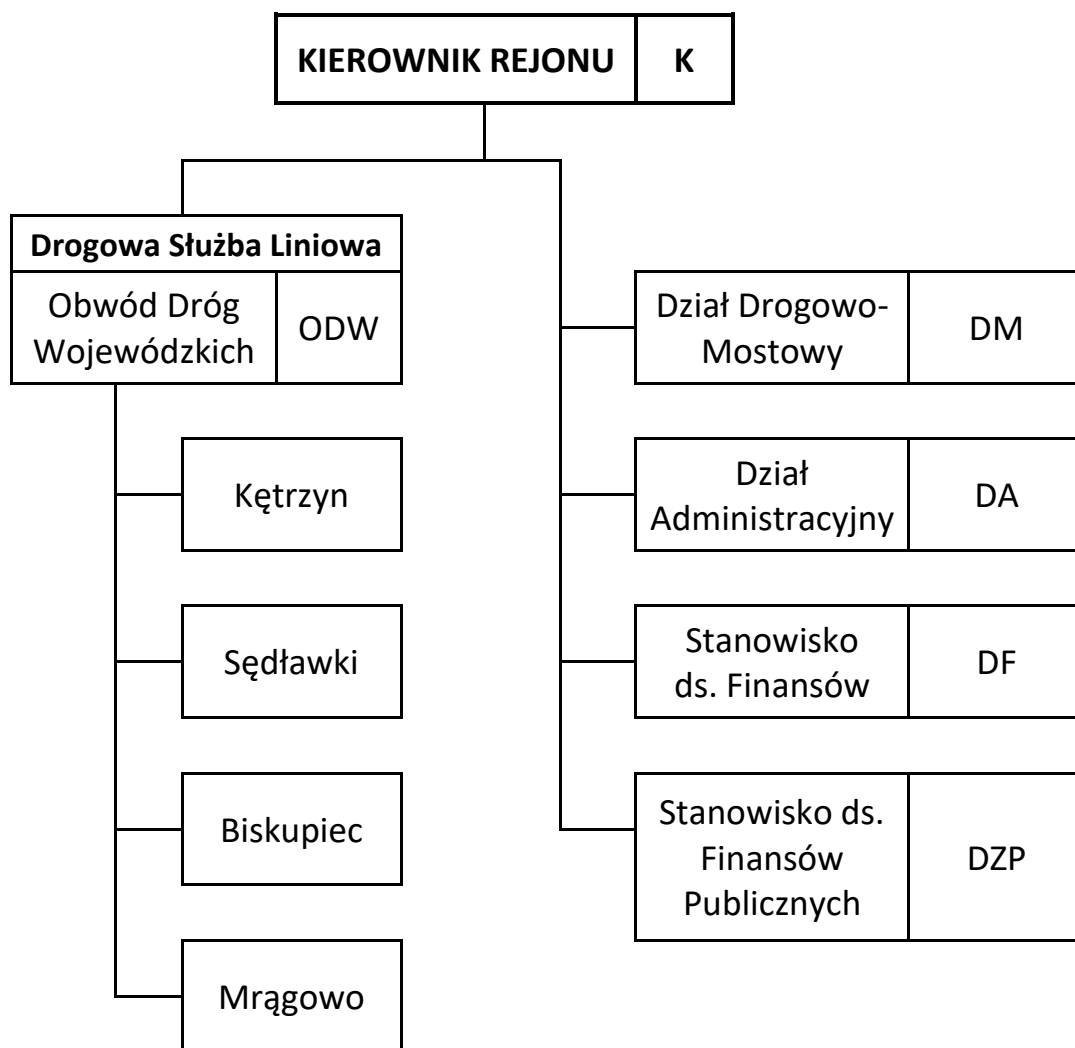 KIEROWNIK REJONU K
Drogowa Służba Liniowa
Obwód Dróg
Wojewódzkich
ODW
Kętrzyn
Sędławki
Biskupiec
Mrągowo
Dział Drogowo-
Mostowy
DM
Dział
Administracyjny
DA
Stanowisko
ds. Finansów
DF
Stanowisko ds.
Finansów
Publicznych
DZP